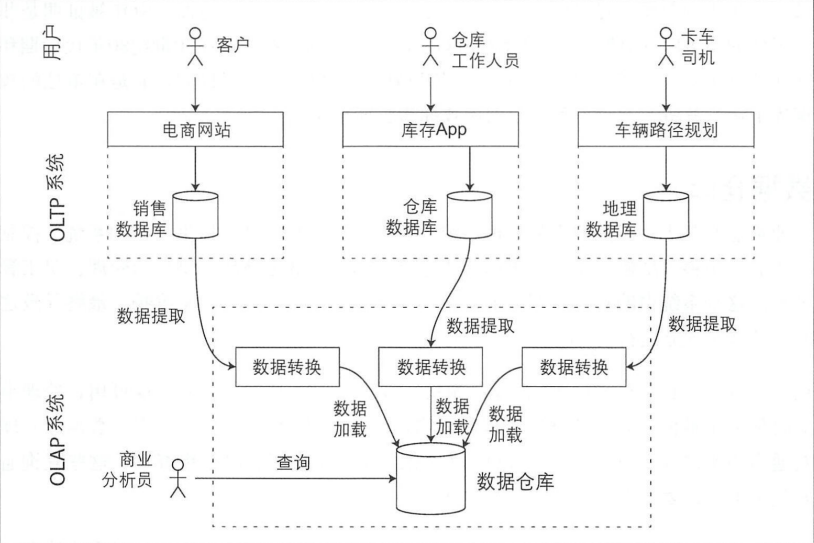 用户
客户
仓库
工作人员
卡车
司机
电商网站
库存App
车辆路径规划
OLTP 系统
销售
数据库
仓库
数据库
地理
数据库
数据提取
数据提取
数据提取
数据转换
数据转换
数据转换
OLAP 系统
数据
加载
数据
加载
数据
加载
商业
分析员
查询
数据仓库